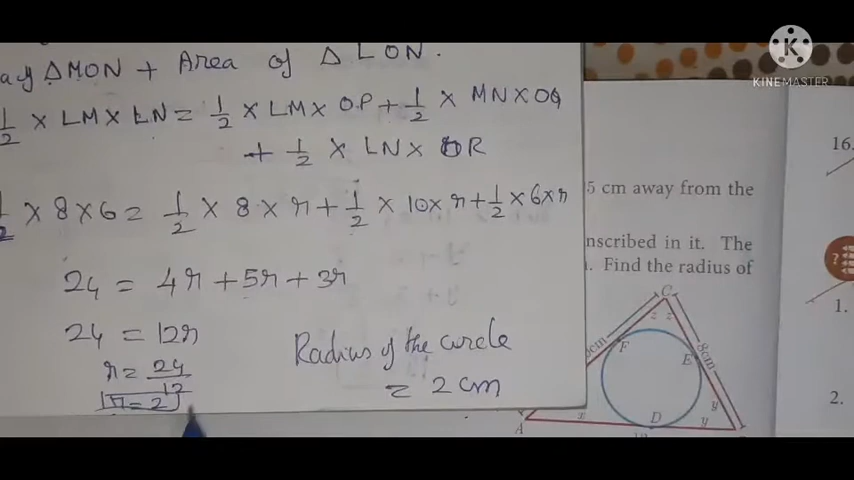 Area of Δ LON.
ΔMON + 
1/2 × LM × LN = 1/2 × LM × OP + 1/2 × MN × OQ
+ 1/2 × LN × OR
1/2 × 8 × 6 = 1/2 × 8 × r + 1/2 × 10 × r + 1/2 × 6 × r
24 = 4r + 5r + 3r
24 = 12r
r = 24/12
r = 2
Radius of the circle
= 2 cm
K
KINEMASTER
5 cm away from the
nscribed in it. The
. Find the radius of
C
z z
F
E
8cm
y
x
D
y
A
16.
?
1.
2.